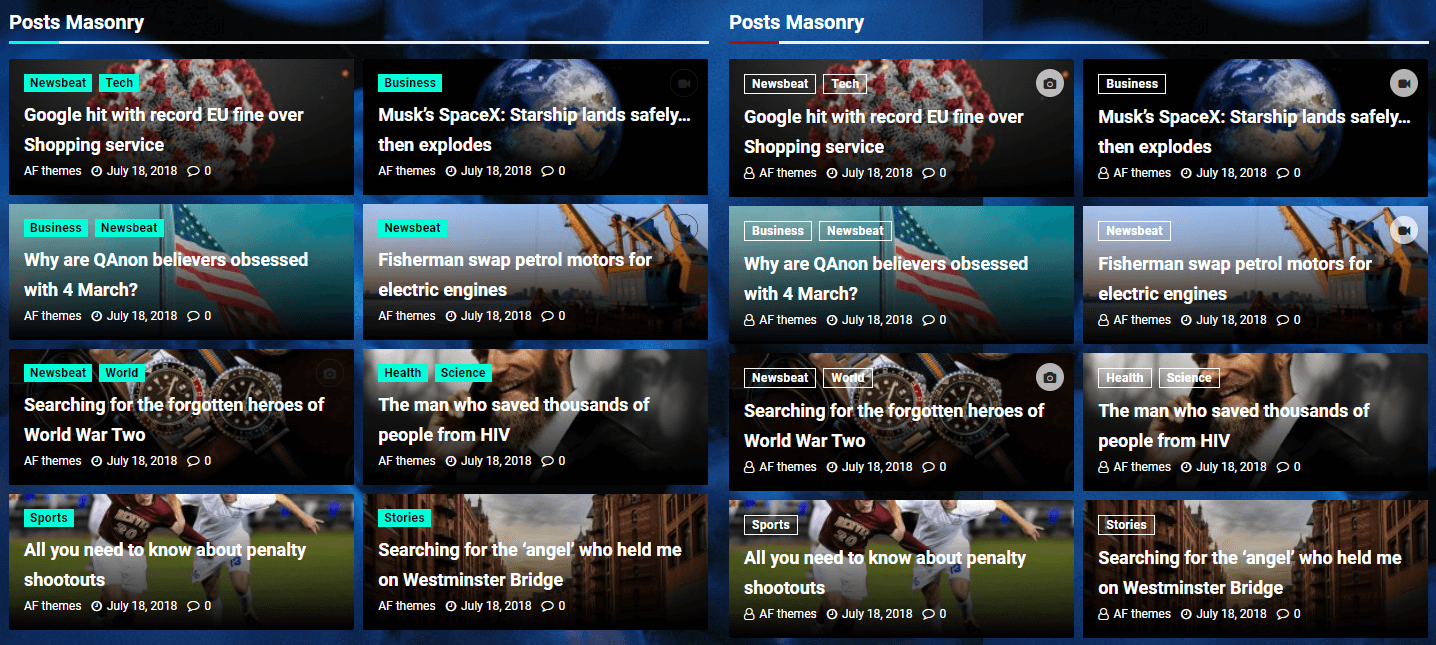 Posts Masonry
Newsbeat Tech
Google hit with record EU fine over
Shopping service
AF themes July 18, 2018 0
Business
Musk’s SpaceX: Starship lands safely…
then explodes
AF themes July 18, 2018 0
Business Newsbeat
Why are QAnon believers obsessed
with 4 March?
AF themes July 18, 2018 0
Newsbeat
Fisherman swap petrol motors for
electric engines
AF themes July 18, 2018 0
Newsbeat World
Searching for the forgotten heroes of
World War Two
AF themes July 18, 2018 0
Health Science
The man who saved thousands of
people from HIV
AF themes July 18, 2018 0
Sports
All you need to know about penalty
shootouts
AF themes July 18, 2018 0
Stories
Searching for the ‘angel’ who held me
on Westminster Bridge
AF themes July 18, 2018 0
Posts Masonry
Newsbeat Tech
Google hit with record EU fine over
Shopping service
AF themes July 18, 2018 0
Business
Musk’s SpaceX: Starship lands safely…
then explodes
AF themes July 18, 2018 0
Business Newsbeat
Why are QAnon believers obsessed
with 4 March?
AF themes July 18, 2018 0
Newsbeat
Fisherman swap petrol motors for
electric engines
AF themes July 18, 2018 0
Newsbeat World
Searching for the forgotten heroes of
World War Two
AF themes July 18, 2018 0
Health Science
The man who saved thousands of
people from HIV
AF themes July 18, 2018 0
Sports
All you need to know about penalty
shootouts
AF themes July 18, 2018 0
Stories
Searching for the ‘angel’ who held me
on Westminster Bridge
AF themes July 18, 2018 0